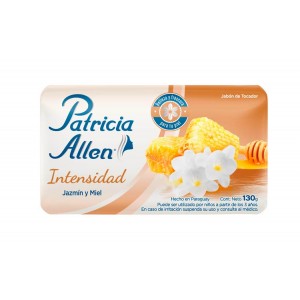 Jabón de Tocador
Patricia
Allen
Intensidad
Jazmín y Miel
Hecho en Paraguay Cont. Neto 130g
Puede ser utilizado por niños a partir de los 3 años.
En caso de irritación suspenda su uso y consulte al médico.